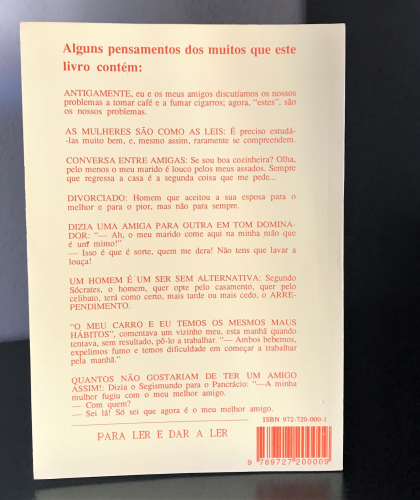 Alguns pensamentos dos muitos que este
livro contém:
ANTIGAMENTE, eu e os meus amigos discutíamos os nossos
problemas a tomar café e a fumar cigarros; agora, “estes”, são
os nossos problemas.
AS MULHERES SÃO COMO AS LEIS: É preciso estudá-
-las muito bem, e, mesmo assim, raramente se compreendem.
CONVERSA ENTRE AMIGAS: Se sou boa cozinheira? Olha,
pelo menos o meu marido é louco pelos meus assados. Sempre
que regressa a casa é a segunda coisa que me pede...
DIVORCIADO: Homem que aceitou a sua esposa para o
melhor e para o pior, mas não para sempre.
DIZIA UMA AMIGA PARA OUTRA EM TOM DOMINA-
DOR: “— Ah, o meu marido come aqui na minha mão que
é um mimo!”
— Isso é que é sorte, quem me dera! Não tens que lavar a
louça!
UM HOMEM É UM SER SEM ALTERNATIVA: Segundo
Sócrates, o homem, quer opte pelo casamento, quer pelo
celibato, terá como certo, mais tarde ou mais cedo, o ARRE-
PENDIMENTO.
“O MEU CARRO E EU TEMOS OS MESMOS MAUS
HÁBITOS”, comentava um vizinho meu, esta manhã quando
tentava, sem resultado, pô-lo a trabalhar. “— Ambos bebemos,
expelimos fumo e temos dificuldade em começar a trabalhar
pela manhã.”
QUANTOS NÃO GOSTARIAM DE TER UM AMIGO
ASSIM!: Dizia o Segismundo para o Pancrácio: “—A minha
mulher fugiu com o meu melhor amigo.
— Com quem?
— Sei lá! Só sei que agora é o meu melhor amigo.
ISBN 972-720-000-1
PARA LER E DAR A LER
9 789727 200009